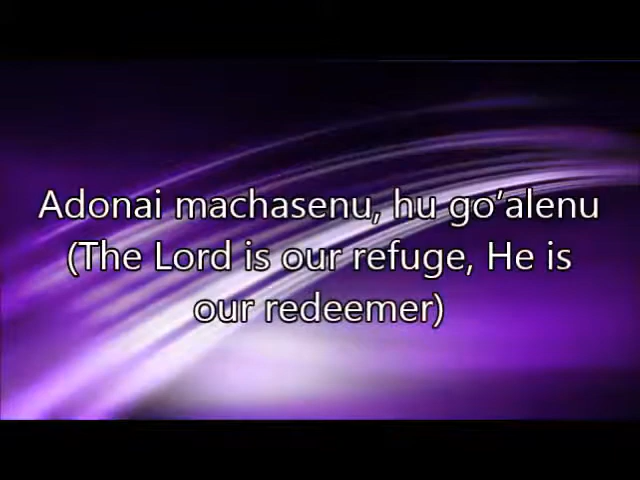 Adonai machasenu, hu go’alenu
(The Lord is our refuge, He is
our redeemer)